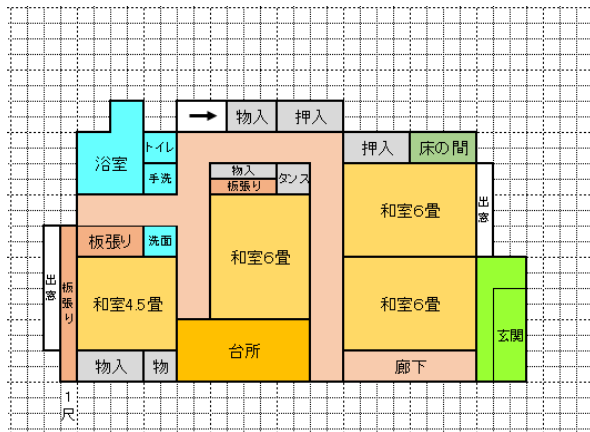 → 物入 押入
浴室 トイレ 押入 床の間
手洗 物入 タンス
板張り
和室6畳 出窓
板張り 洗面
和室6畳
出窓 板張り 和室4.5畳 和室6畳 玄関
台所
物入 物 廊下
1尺